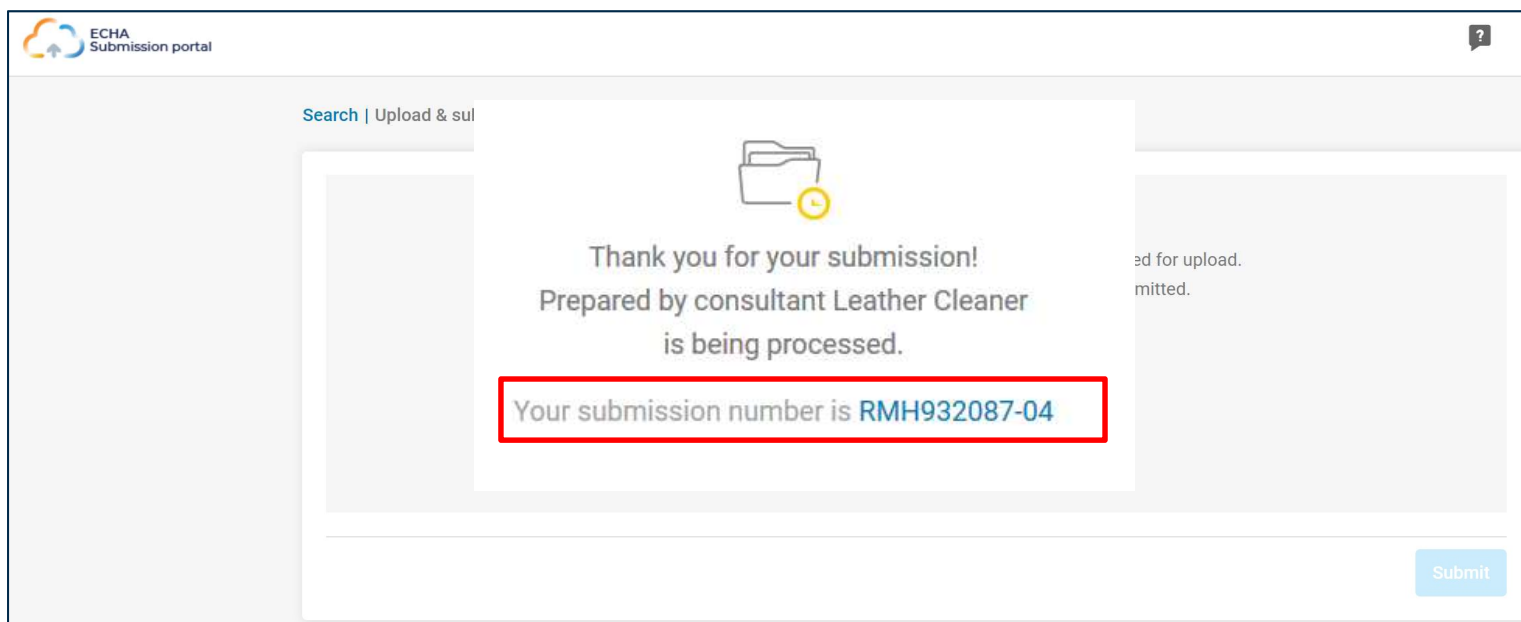 ECHA
Submission portal
?
Search | Upload & su
Thank you for your submission!
Prepared by consultant Leather Cleaner
is being processed.
Your submission number is RMH932087-04
ed for upload.
mitted.
Submit